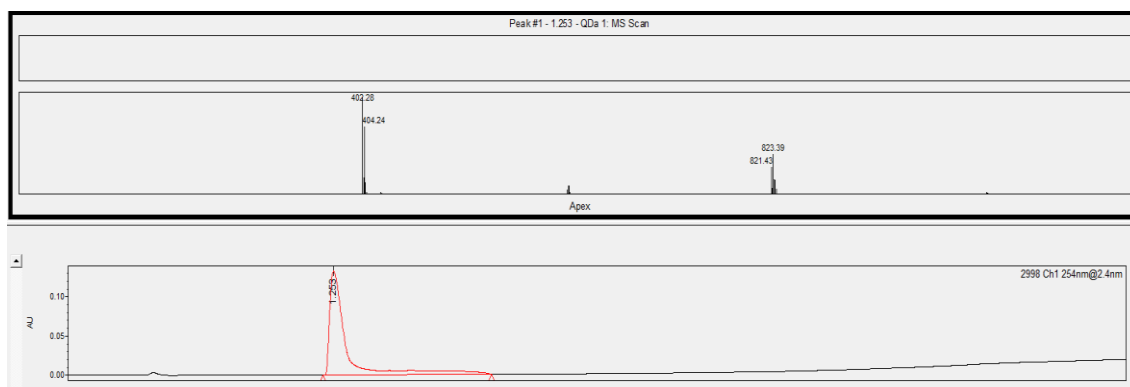 Peak #1 - 1.253 - QDa 1: MS Scan
402.28
404.24
823.39
821.43
Apex
2998 Ch1 254nm@2.4nm
1.253
AU
0.10
0.05
0.00